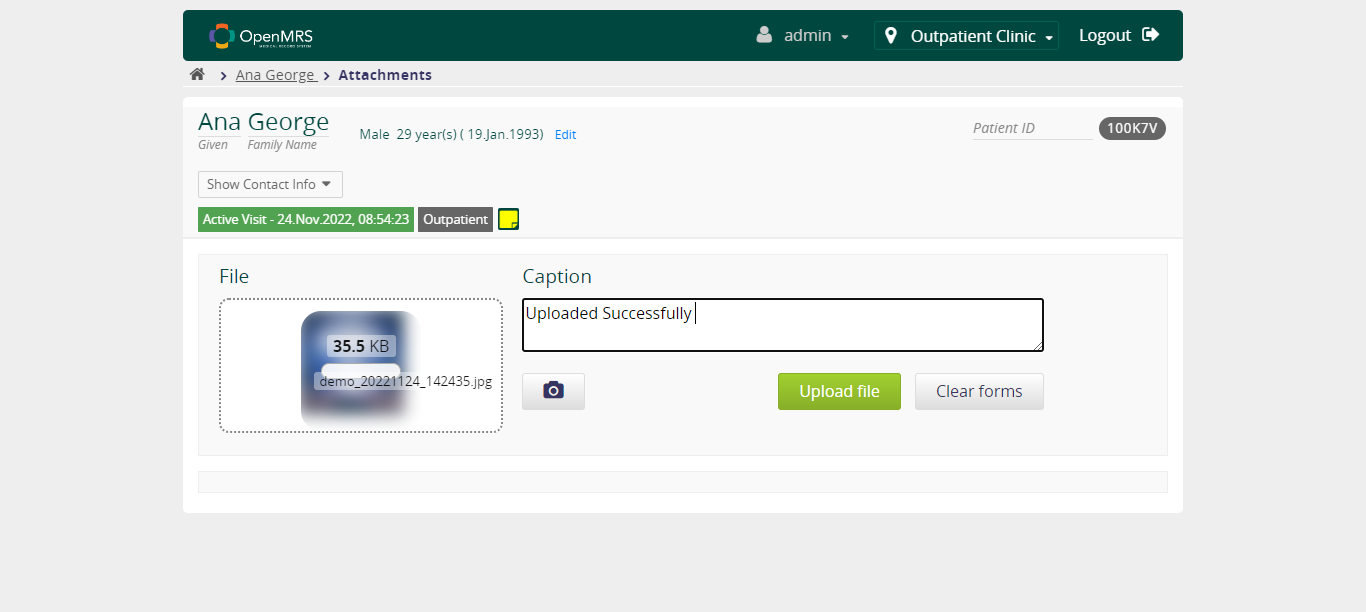 OpenMRS
MEDICAL RECORD SYSTEM
admin
Outpatient Clinic
Logout
Ana George
Attachments
Ana George
Given
Family Name
Male 29 year(s) ( 19.Jan.1993)
Edit
Patient ID
100K7V
Show Contact Info
Active Visit - 24.Nov.2022, 08:54:23
Outpatient
File
Caption
35.5 KB
demo_20221124_142435.jpg
Uploaded Successfully
Upload file
Clear forms